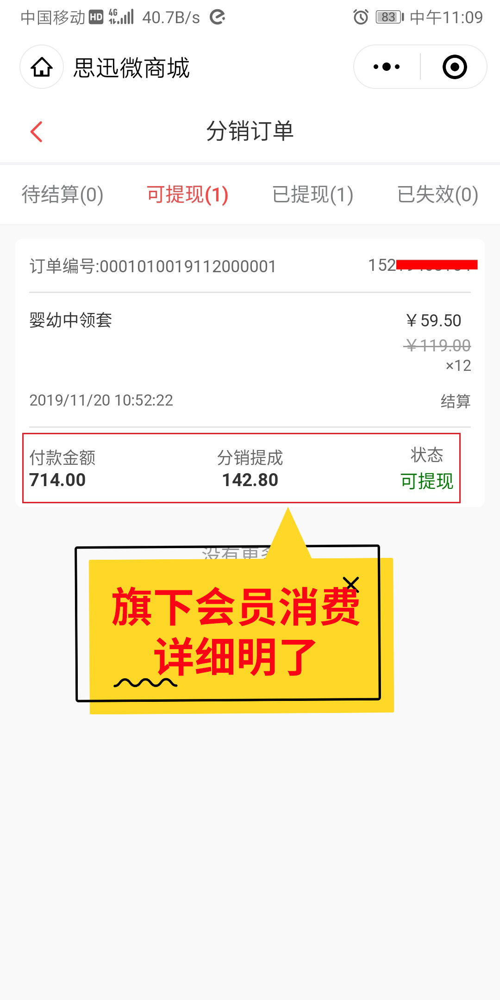 中国移动 HD 4G 40.7B/s 83 中午11:09
思迅微商城
分销订单
待结算(0) 可提现(1) 已提现(1) 已失效(0)
订单编号:0001010019112000001 152
婴幼中领套 ￥59.50
￥119.00
×12
2019/11/20 10:52:22 结算
付款金额 分销提成 状态
714.00 142.80 可提现
没有更
旗下会员消费
详细明了